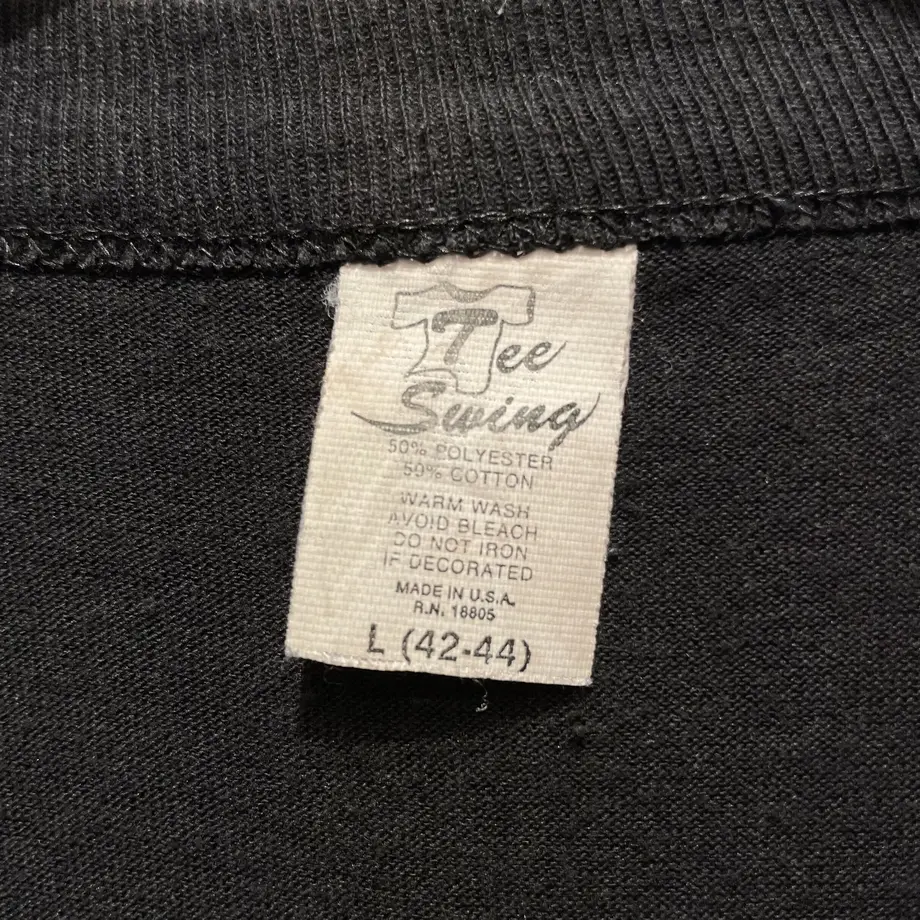 Tee
Swing
50% POLYESTER
50% COTTON
WARM WASH
AVOID BLEACH
DO NOT IRON
IF DECORATED
MADE IN U.S.A.
R.N. 18805
L (42-44)